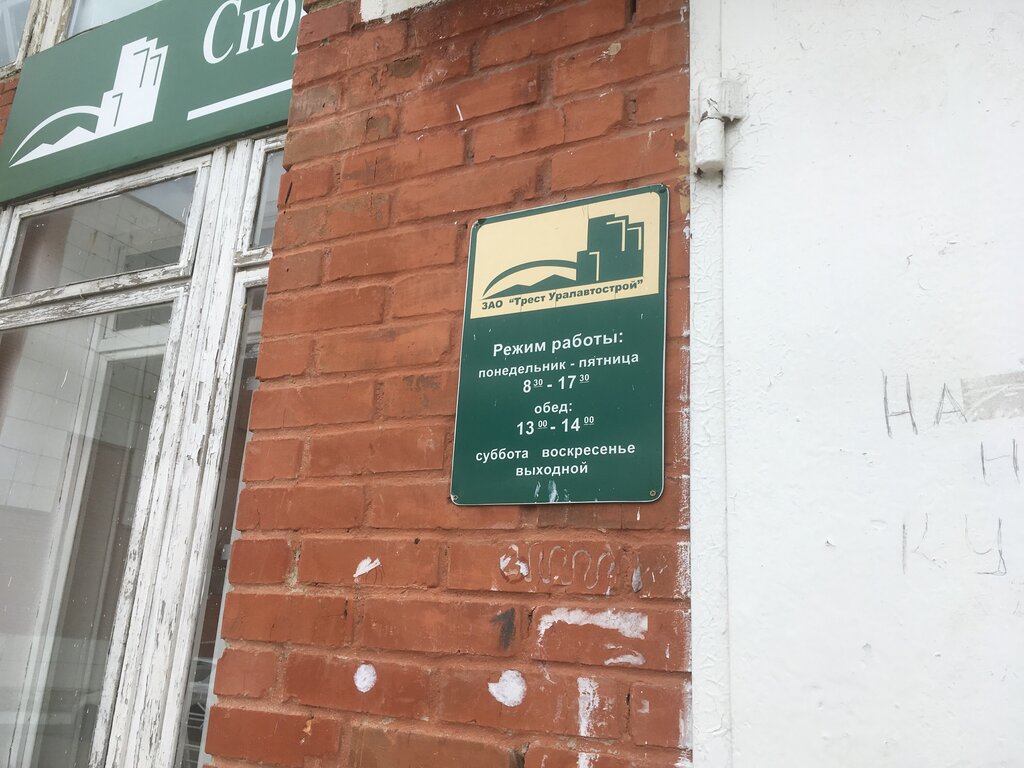 Спо
ЗАО "Трест Уралавтострой"
Режим работы:
понедельник - пятница
8 30 - 17 30
обед:
13 00 - 14 00
суббота воскресенье
выходной
НА
Н
КУ